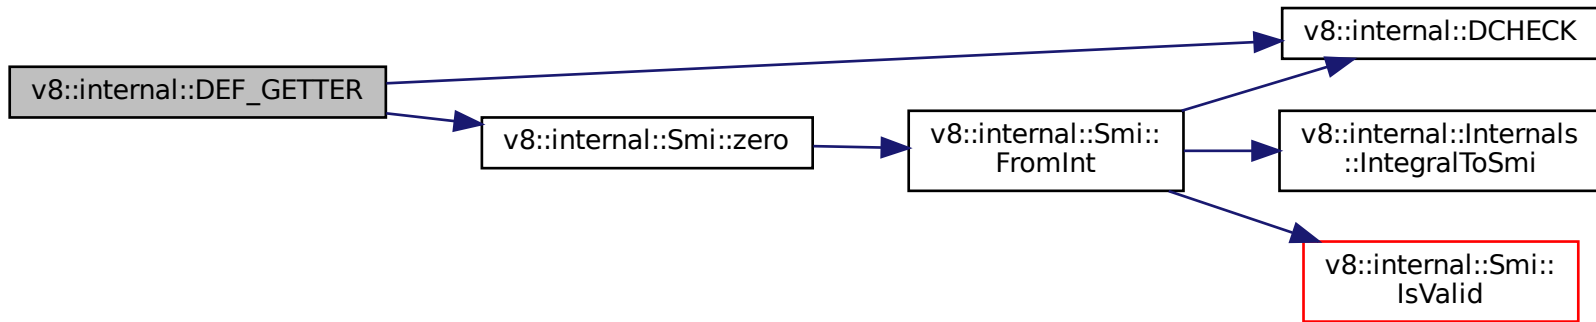 v8::internal::DEF_GETTER
v8::internal::Smi::zero
v8::internal::Smi::
FromInt
v8::internal::DCHECK
v8::internal::Internals
::IntegralToSmi
v8::internal::Smi::
IsValid